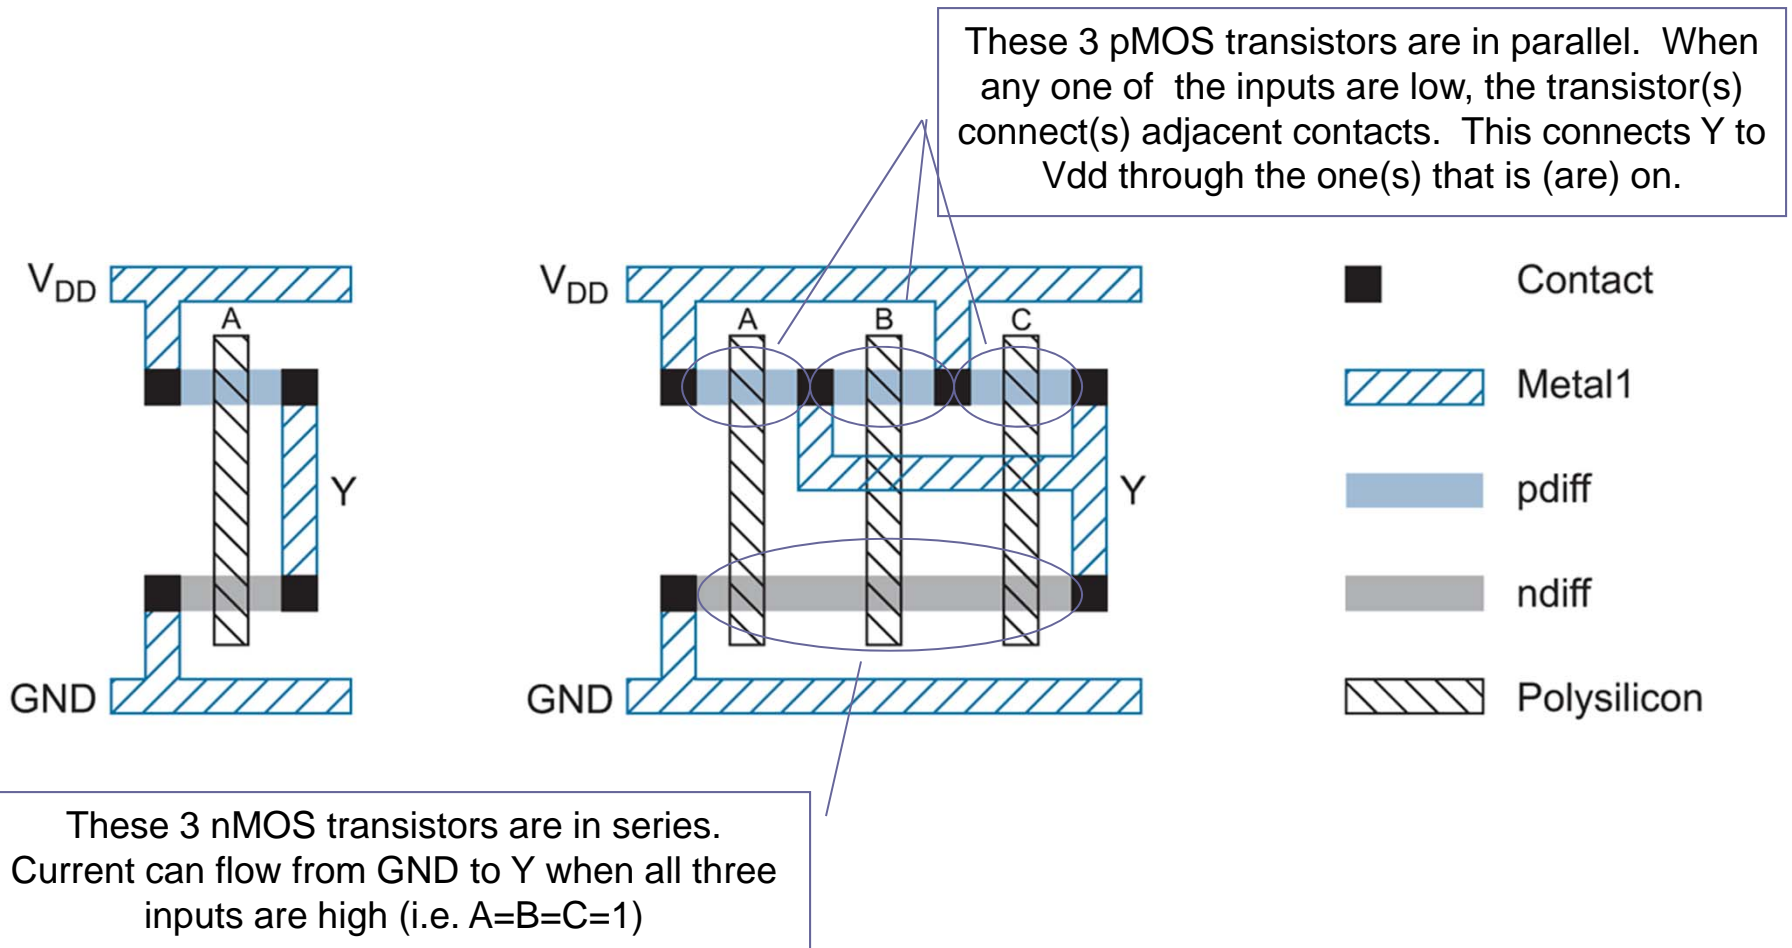 These 3 pMOS transistors are in parallel. When
any one of the inputs are low, the transistor(s)
connect(s) adjacent contacts. This connects Y to
Vdd through the one(s) that is (are) on.
VDD
A
Y
GND
VDD
A
B
C
Y
GND
Contact
Metal1
pdiff
ndiff
Polysilicon
These 3 nMOS transistors are in series.
Current can flow from GND to Y when all three
inputs are high (i.e. A=B=C=1)